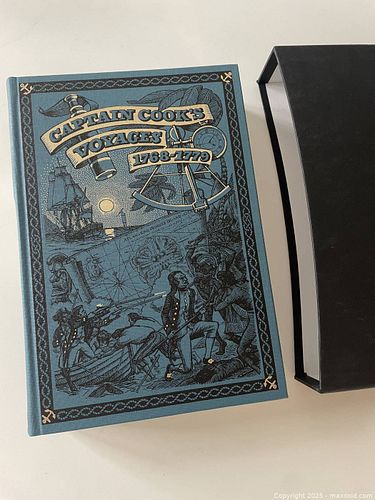 CAPTAIN COOK'S
VOYAGES
1768-1779
Copyright 2025 - maxsold.com